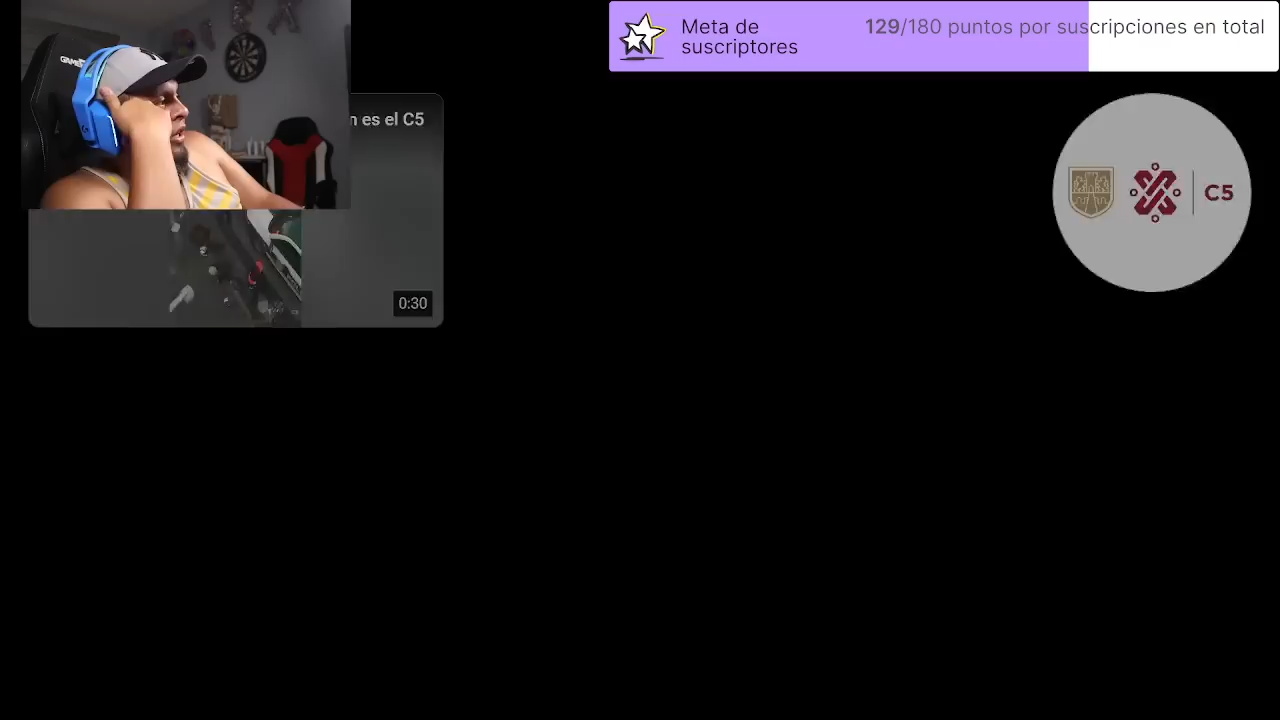 Meta de
suscriptores
129/180 puntos por suscripciones en total
n es el C5
C5
0:30